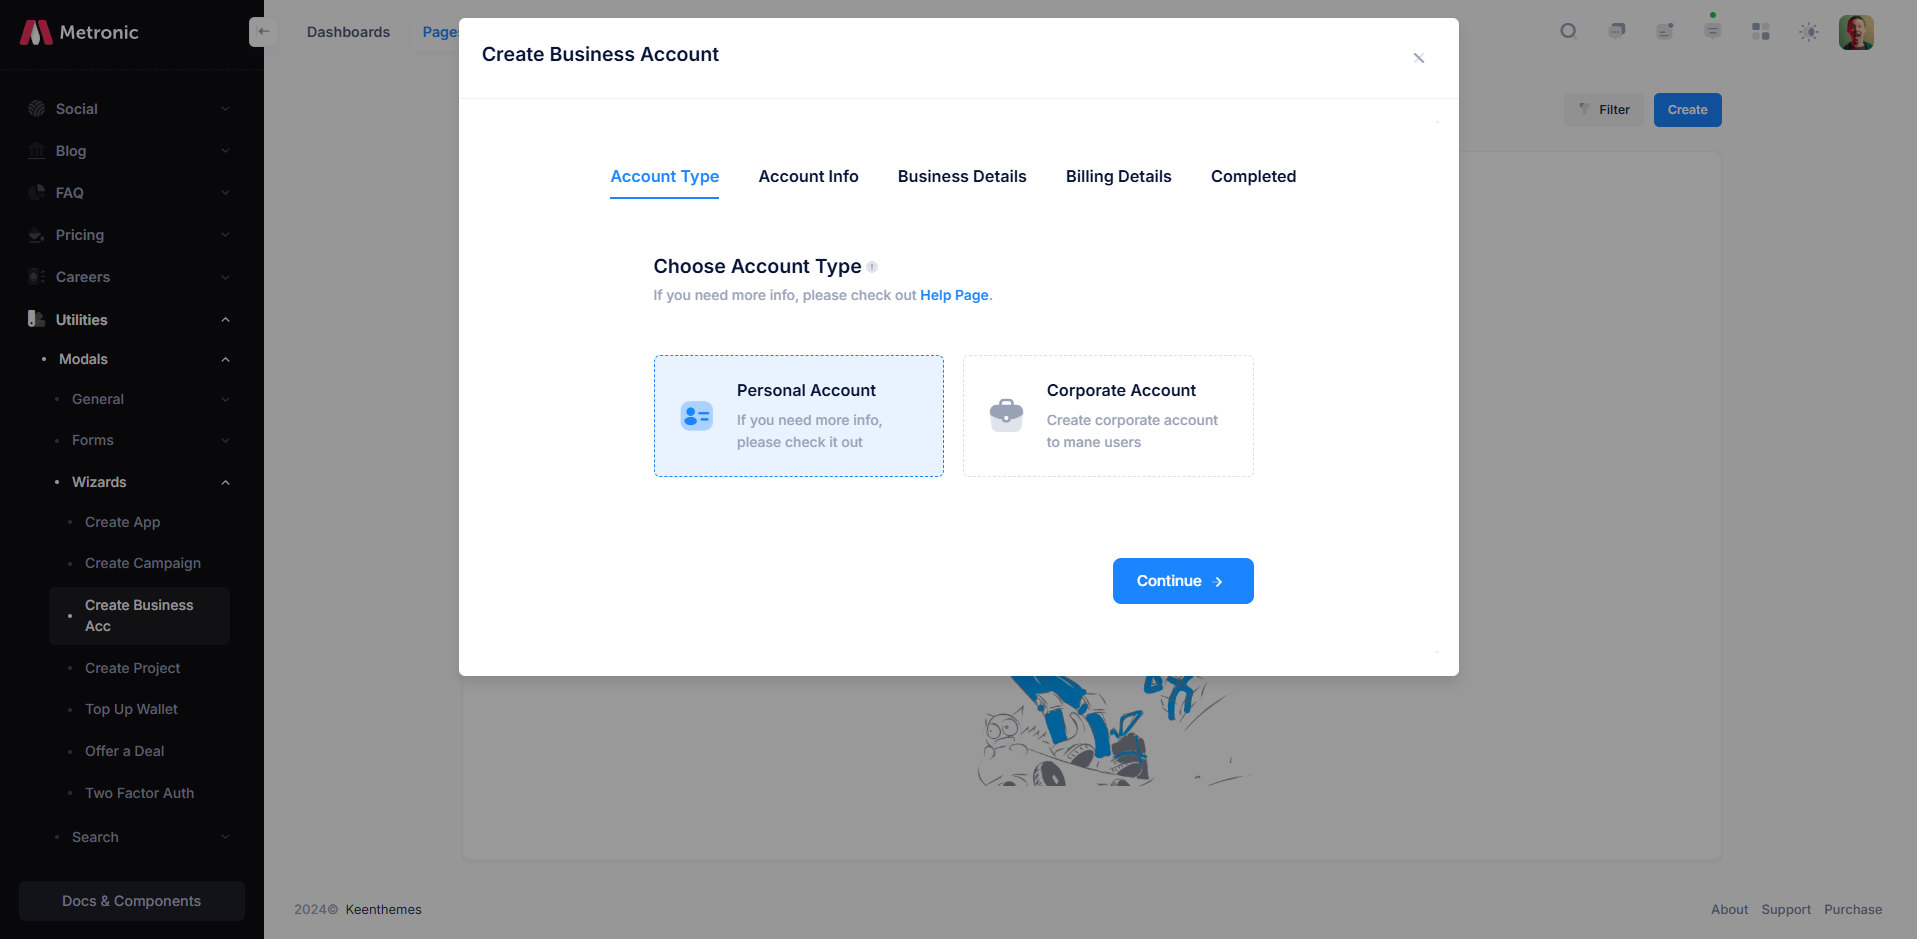 Metronic
Dashboards
Pages
Social
Blog
FAQ
Pricing
Careers
Utilities
Modals
General
Forms
Wizards
Create App
Create Campaign
Create Business
Acc
Create Project
Top Up Wallet
Offer a Deal
Two Factor Auth
Search
Docs & Components
Filter
Create
Create Business Account
Account Type
Account Info
Business Details
Billing Details
Completed
Choose Account Type
If you need more info, please check out Help Page.
Personal Account
If you need more info,
please check it out
Corporate Account
Create corporate account
to mane users
Continue
2024© Keenthemes
About
Support
Purchase